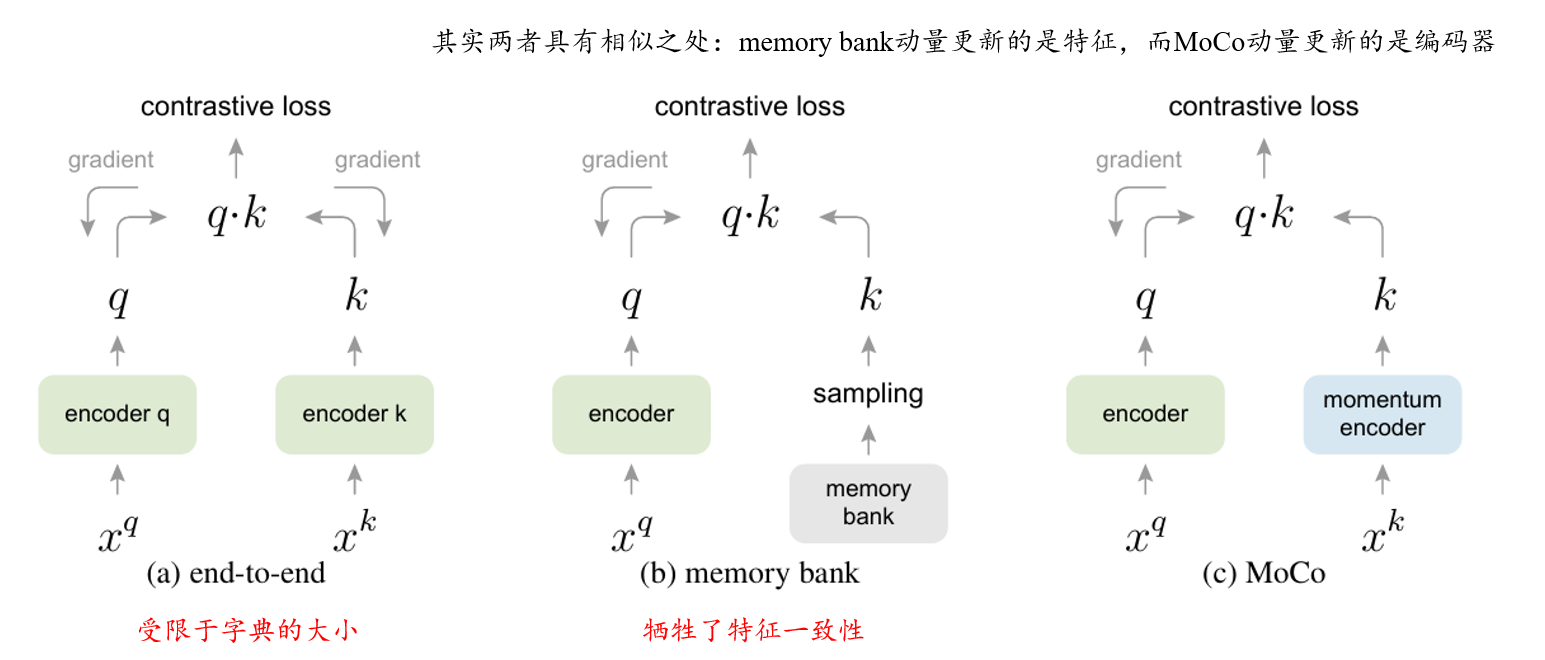 其实两者具有相似之处：memory bank动量更新的是特征，而MoCo动量更新的是编码器
contrastive loss
gradient
gradient
q·k
q
k
encoder q
encoder k
x^q
x^k
(a) end-to-end
受限于字典的大小
contrastive loss
gradient
q·k
q
k
encoder
sampling
memory
bank
x^q
(b) memory bank
牺牲了特征一致性
contrastive loss
gradient
q·k
q
k
encoder
momentum
encoder
x^q
x^k
(c) MoCo